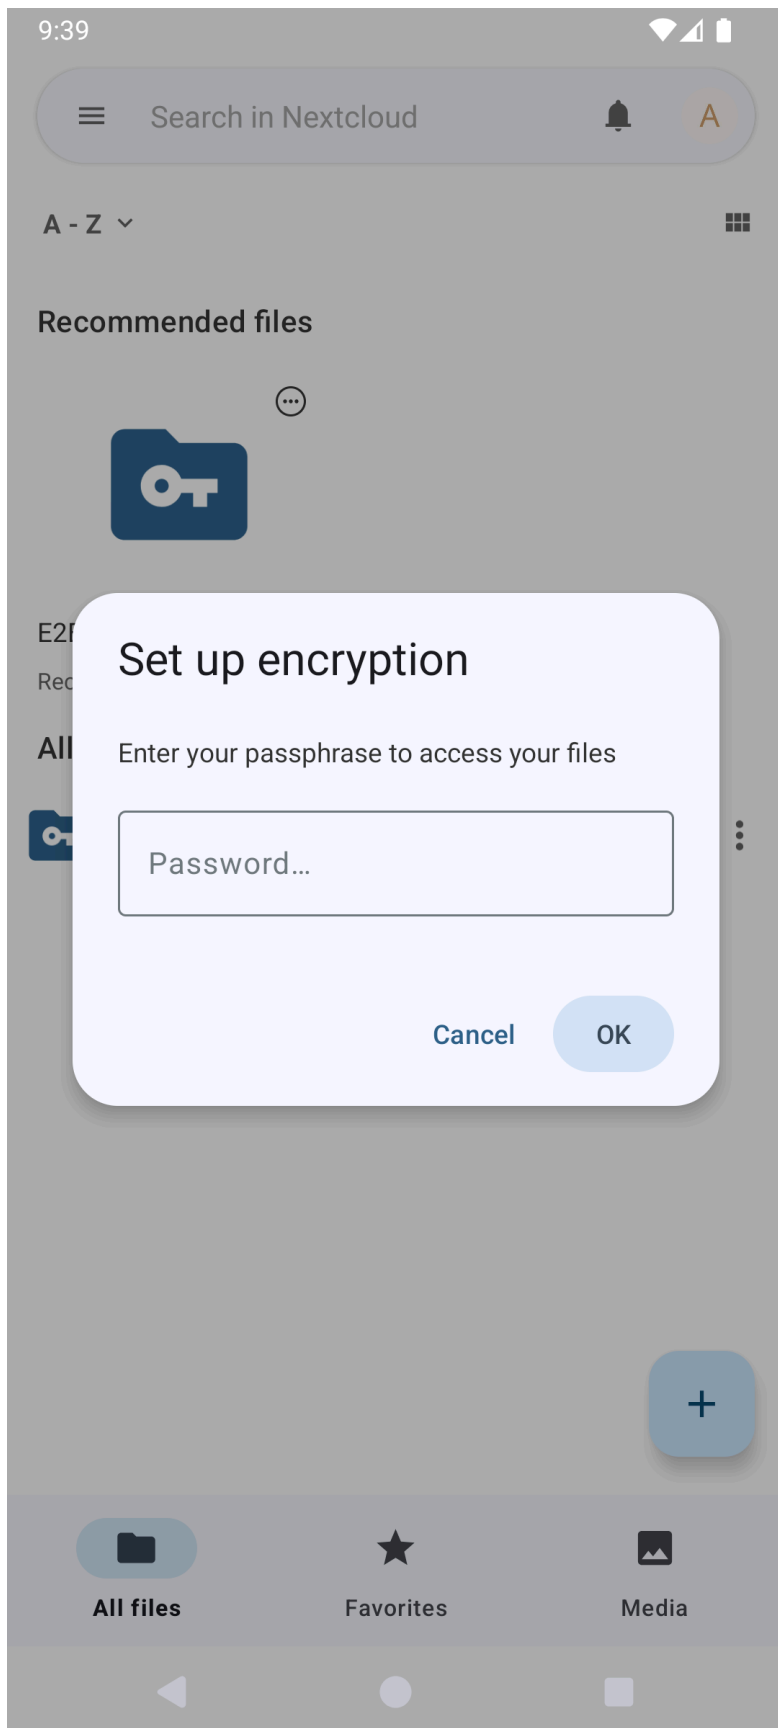 9:39
Search in Nextcloud
A
A - Z
Recommended files
Set up encryption
Enter your passphrase to access your files
Password…
Cancel
OK
All
All files
Favorites
Media